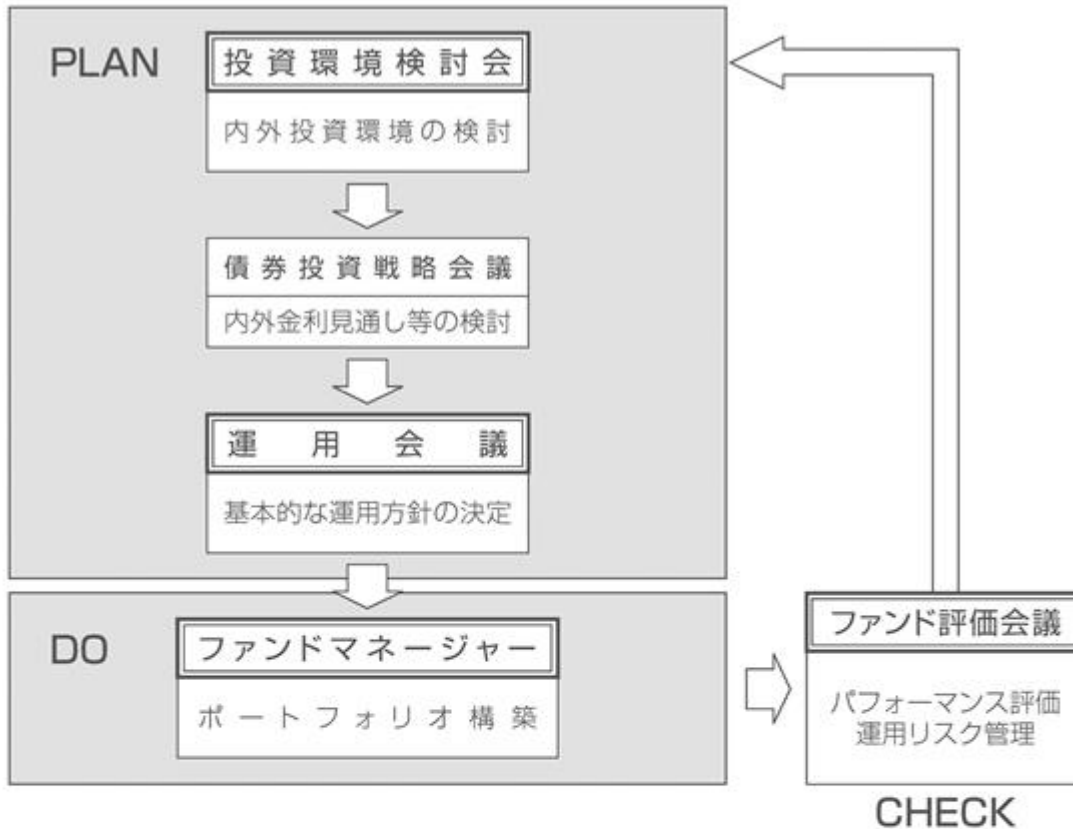 PLAN
投資環境検討会
内外投資環境の検討
債券投資戦略会議
内外金利見通し等の検討
運用会議
基本的な運用方針の決定
DO
ファンドマネージャー
ポートフォリオ構築
ファンド評価会議
パフォーマンス評価
運用リスク管理
CHECK